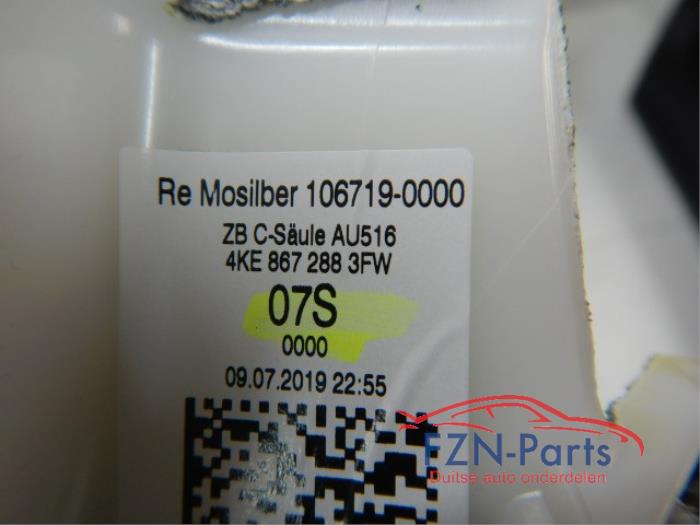 Re Mosilber 106719-0000
ZB C-Säule AU516
4KE 867 288 3FW
07S
0000
09.07.2019 22:55
FZN-Parts
Duitse auto onderdelen